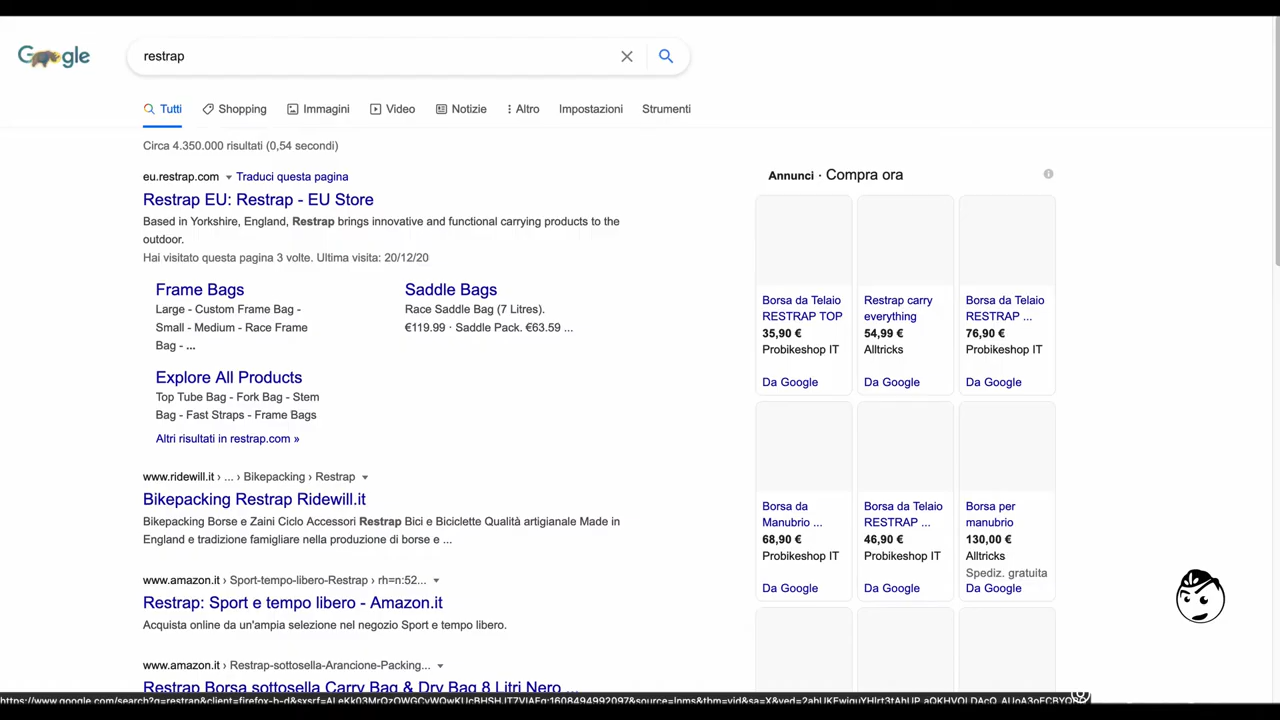 Google
restrap
Tutti
Shopping
Immagini
Video
Notizie
Altro
Impostazioni
Strumenti
Circa 4.350.000 risultati (0,54 secondi)
eu.restrap.com
Traduci questa pagina
Restrap EU: Restrap - EU Store
Based in Yorkshire, England, Restrap brings innovative and functional carrying products to the
outdoor.
Hai visitato questa pagina 3 volte. Ultima visita: 20/12/20
Frame Bags
Large - Custom Frame Bag -
Small - Medium - Race Frame
Bag - ...
Saddle Bags
Race Saddle Bag (7 Litres).
€119.99 · Saddle Pack. €63.59 ...
Explore All Products
Top Tube Bag - Fork Bag - Stem
Bag - Fast Straps - Frame Bags
Altri risultati in restrap.com »
www.ridewill.it › ... › Bikepacking › Restrap
Bikepacking Restrap Ridewill.it
Bikepacking Borse e Zaini Ciclo Accessori Restrap Bici e Biciclette Qualità artigianale Made in
England e tradizione famigliare nella produzione di borse e ...
www.amazon.it › Sport-tempo-libero-Restrap › rh=n:52...
Restrap: Sport e tempo libero - Amazon.it
Acquista online da un'ampia selezione nel negozio Sport e tempo libero.
www.amazon.it › Restrap-sottosella-Arancione-Packing...
Restrap Borsa sottosella Carry Bag & Dry Bag 8 Litri Nero ...
Annunci · Compra ora
Borsa da Telaio
RESTRAP TOP
35,90 €
Probikeshop IT
Da Google
Restrap carry
everything
54,99 €
Alltricks
Da Google
Borsa da Telaio
RESTRAP ...
76,90 €
Probikeshop IT
Da Google
Borsa da
Manubrio ...
68,90 €
Probikeshop IT
Da Google
Borsa da Telaio
RESTRAP ...
46,90 €
Probikeshop IT
Da Google
Borsa per
manubrio
130,00 €
Alltricks
Spediz. gratuita
Da Google